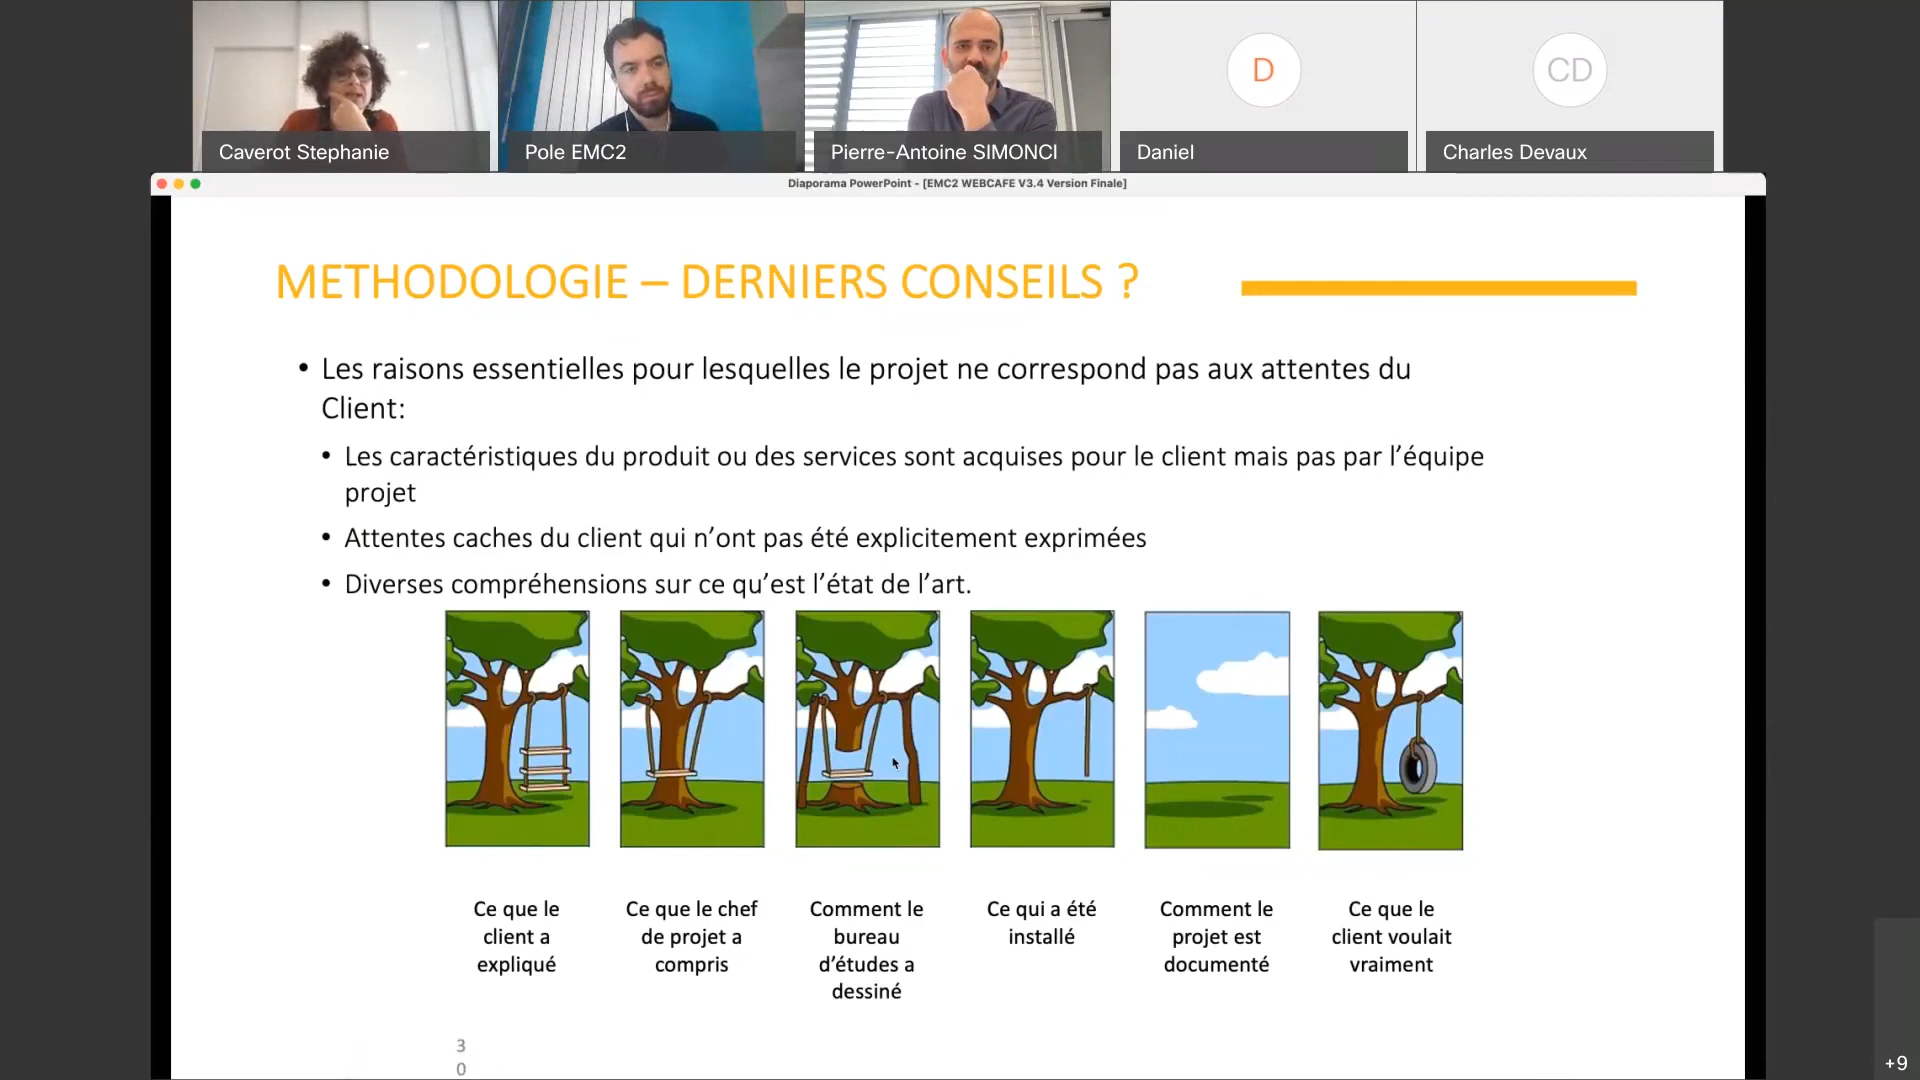 D
CD
Caverot Stephanie
Pole EMC2
Pierre-Antoine SIMONCI
Daniel
Charles Devaux
Diaporama PowerPoint - [EMC2 WEBCAFE V3.4 Version Finale]
METHODOLOGIE – DERNIERS CONSEILS ?
• Les raisons essentielles pour lesquelles le projet ne correspond pas aux attentes du
Client:
• Les caractéristiques du produit ou des services sont acquises pour le client mais pas par l’équipe
projet
• Attentes caches du client qui n’ont pas été explicitement exprimées
• Diverses compréhensions sur ce qu’est l’état de l’art.
Ce que le
client a
expliqué
Ce que le chef
de projet a
compris
Comment le
bureau
d’études a
dessiné
Ce qui a été
installé
Comment le
projet est
documenté
Ce que le
client voulait
vraiment
3
0
+9